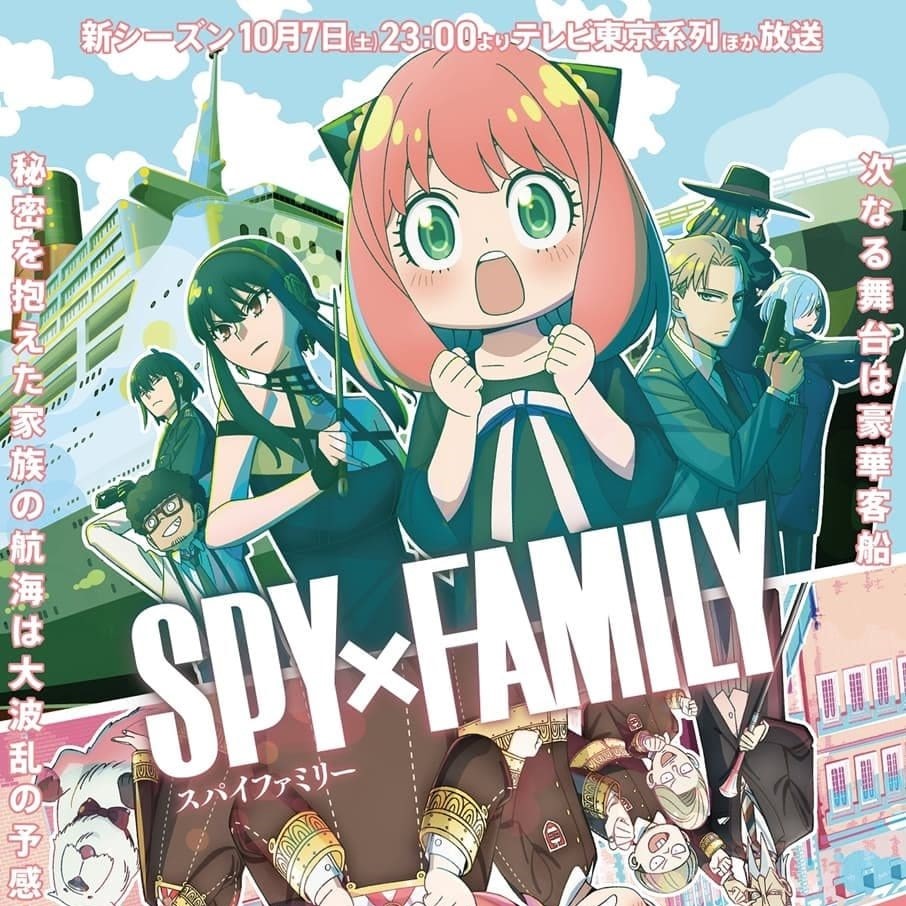 新シーズン10月7日(土)23:00よりテレビ東京系列ほか放送
次なる舞台は豪華客船
秘密を抱えた家族の航海は大波乱の予感
SPY×FAMILY
スパイファミリー